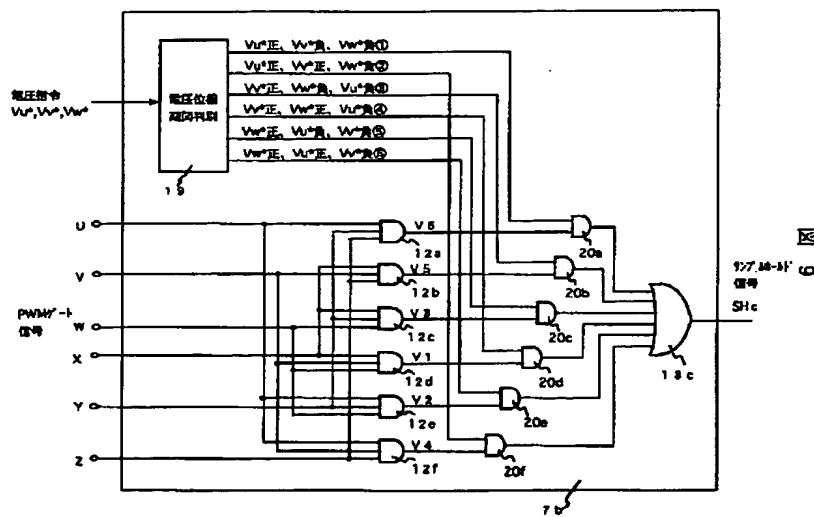 Vu*正、Vv*負、Vw*負①
Vu*正、Vv*正、Vw*負②
Vv*正、Vw*負、Vu*負③
Vv*正、Vw*正、Vu*負④
Vw*正、Vu*負、Vv*負⑤
Vw*正、Vu*正、Vv*負⑥
電圧指令
Vu*,Vv*,Vw*
電圧位相
判別
19
U
V
PWMゲート
信号
W
X
Y
Z
V6
12a
V5
12b
V3
12c
V1
12d
V2
12e
V4
12f
20a
20b
20c
20d
20e
20f
18c
サンプルホールド
信号
SHc
図
9
7b